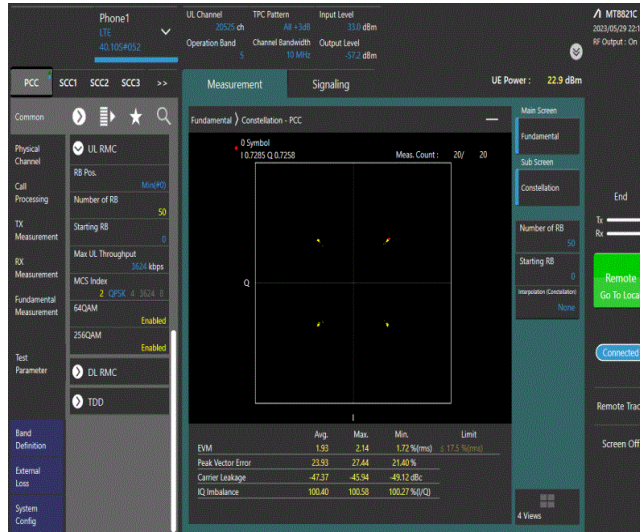 Phone1
LTE
40.105#052
UL Channel
20525 ch
TPC Pattern
All +3dB
Input Level
33.0 dBm
Operation Band
5
Channel Bandwidth
10 MHz
Output Level
-57.2 dBm
MT8821C
2023/05/29 22:1
RF Output : On
PCC
SCC1
SCC2
SCC3
>>
Measurement
Signaling
UE Power : 22.9 dBm
Common
Physical
Channel
Call
Processing
TX
Measurement
RX
Measurement
Fundamental
Measurement
Test
Parameter
Band
Definition
External
Loss
System
Config
UL RMC
RB Pos.
Min(#0)
Number of RB
50
Starting RB
0
Max UL Throughput
3624 kbps
MCS Index
2 QPSK 4 3624 8
64QAM
Enabled
256QAM
Enabled
DL RMC
TDD
Fundamental 〉 Constellation - PCC
0 Symbol
I 0.7285 Q 0.7258
Meas. Count : 20/ 20
Q
I
Avg. Max. Min. Limit
EVM 1.93 2.14 1.72 %(rms) ≤ 17.5 %(rms)
Peak Vector Error 23.93 27.44 21.40 %
Carrier Leakage -47.37 -45.94 -49.12 dBc
IQ Imbalance 100.40 100.58 100.27 %(I/Q)
Main Screen
Fundamental
Sub Screen
Constellation
Number of RB
50
Starting RB
0
Interpolation (Constellation)
None
4 Views
End
Tx
Rx
Remote
Go To Loca
Connected
Remote Trac
Screen Off